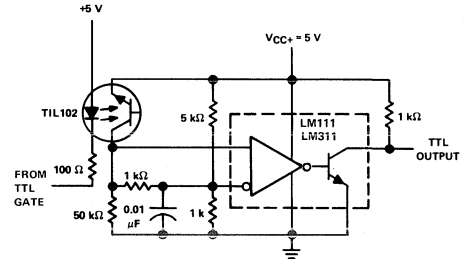 +5 V
VCC+ = 5 V
TIL102
5 kΩ
LM111
LM311
1 kΩ
TTL
OUTPUT
100 Ω
FROM
TTL
GATE
1 kΩ
50 kΩ
0.01
μF
1 k